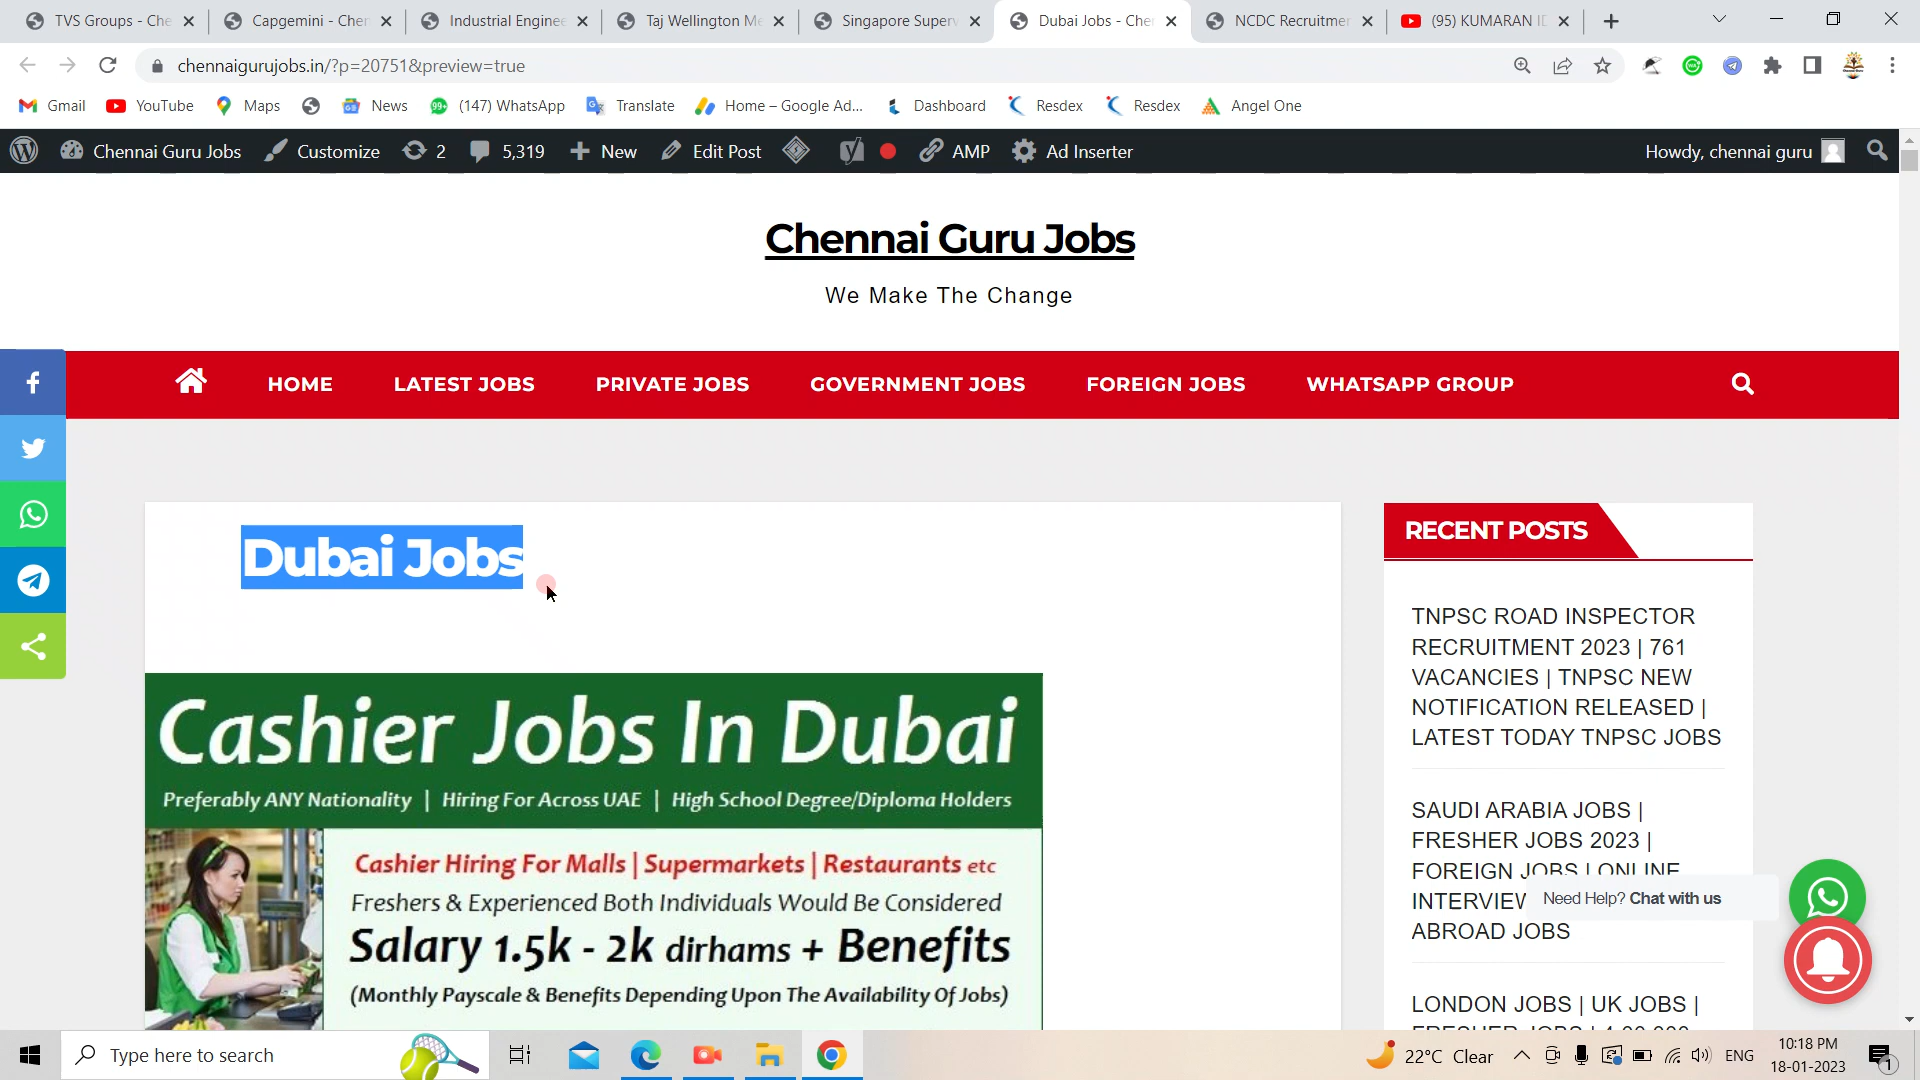 TVS Groups - Che
Capgemini - Cher
Industrial Enginee
Taj Wellington Me
Singapore Superv
Dubai Jobs - Che
NCDC Recruitmer
(95) KUMARAN
chennaigurujobs.in/?p=20751&preview=true
Gmail
YouTube
Maps
News
(147) WhatsApp
Translate
Home – Google Ad...
Dashboard
Resdex
Resdex
Angel One
Chennai Guru Jobs
Customize
2
5,319
New
Edit Post
AMP
Ad Inserter
Howdy, chennai guru
Chennai Guru Jobs
We Make The Change
HOME
LATEST JOBS
PRIVATE JOBS
GOVERNMENT JOBS
FOREIGN JOBS
WHATSAPP GROUP
Dubai Jobs
Cashier Jobs In Dubai
Preferably ANY Nationality | Hiring For Across UAE | High School Degree/Diploma Holders
Cashier Hiring For Malls | Supermarkets | Restaurants etc
Freshers & Experienced Both Individuals Would Be Considered
Salary 1.5k - 2k dirhams + Benefits
(Monthly Payscale & Benefits Depending Upon The Availability Of Jobs)
RECENT POSTS
TNPSC ROAD INSPECTOR
RECRUITMENT 2023 | 761
VACANCIES | TNPSC NEW
NOTIFICATION RELEASED |
LATEST TODAY TNPSC JOBS
SAUDI ARABIA JOBS |
FRESHER JOBS 2023 |
FOREIGN JOBS | ONLINE
INTERVIEW
ABROAD JOBS
LONDON JOBS | UK JOBS |
Need Help? Chat with us
Type here to search
22°C Clear
ENG
10:18 PM
18-01-2023
1